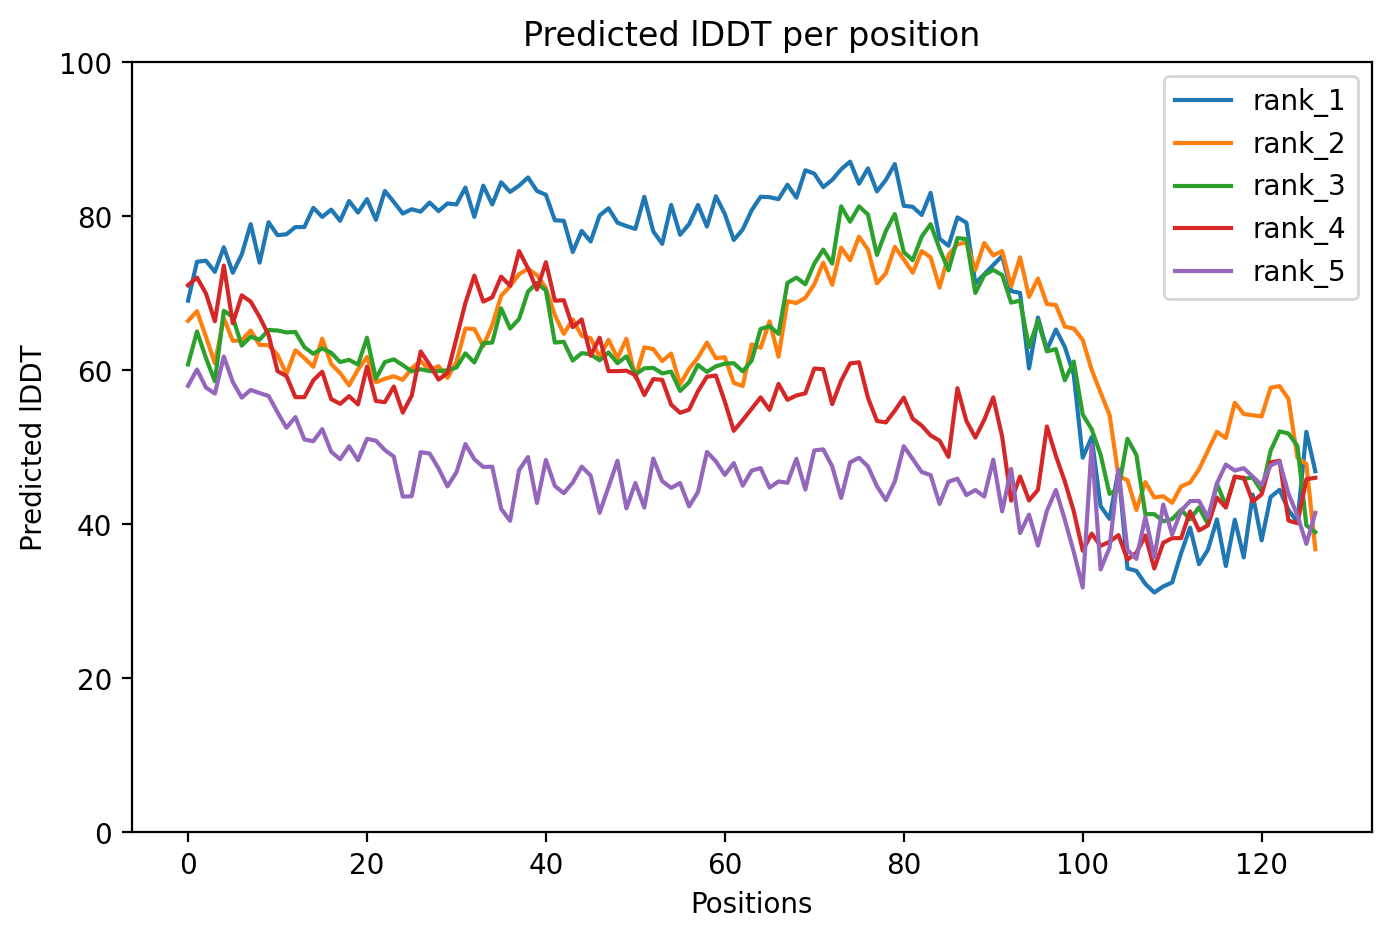 Predicted lDDT per position
100
80
60
40
20
0
Predicted lDDT
0 20 40 60 80 100 120
Positions
rank_1
rank_2
rank_3
rank_4
rank_5